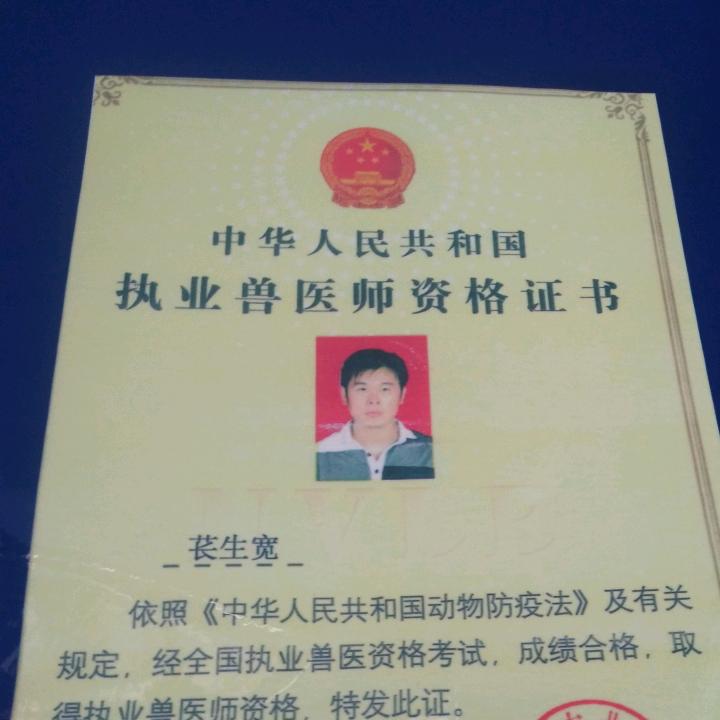 中华人民共和国
执业兽医师资格证书
苌生宽
依照《中华人民共和国动物防疫法》及有关
规定，经全国执业兽医资格考试，成绩合格，取
得执业兽医师资格，特发此证。